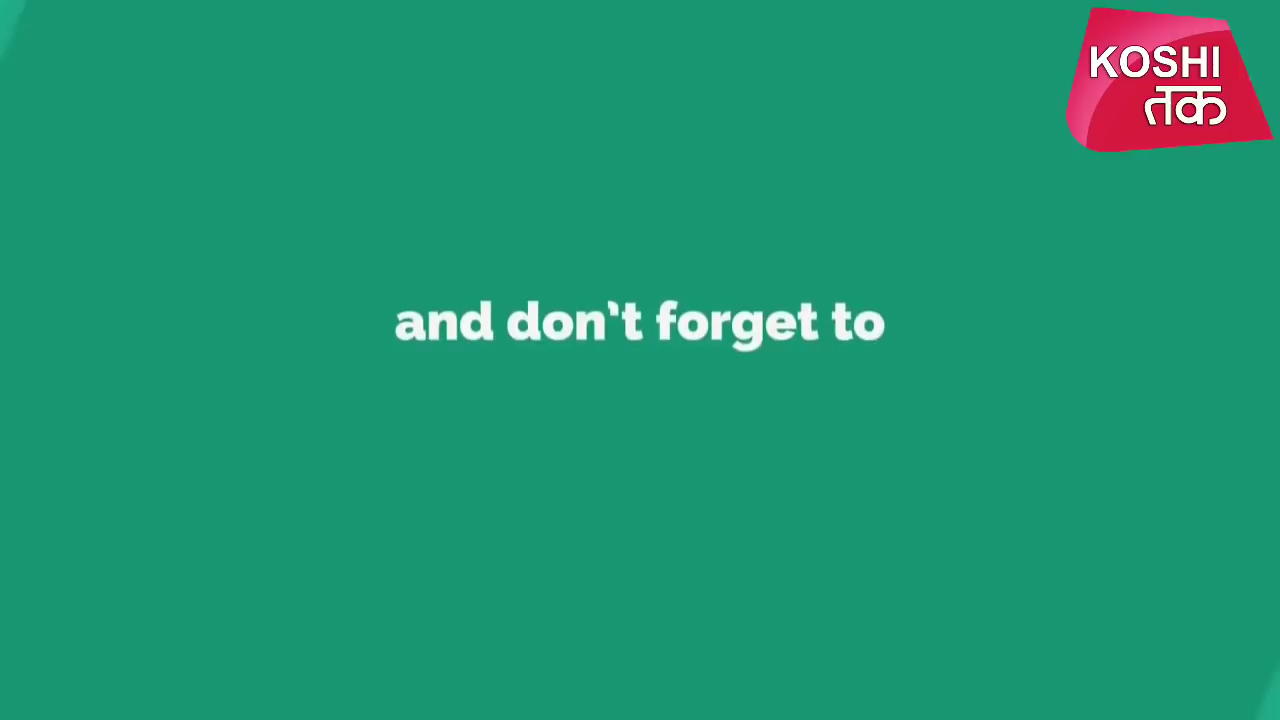 KOSHI
तक
and don't forget to